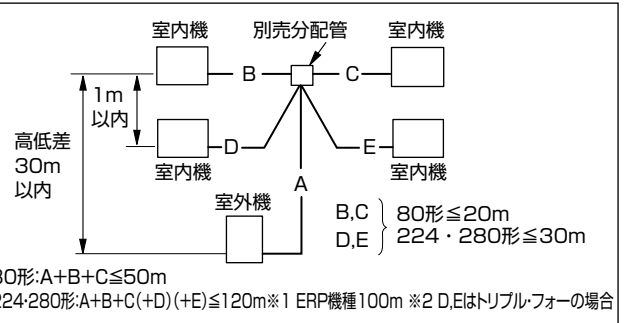 室内機
別売分配管
室内機
B
C
1m
以内
高低差
30m
以内
D
E
室内機
室内機
A
室外機
B,C
D,E
80形≦20m
224・280形≦30m
80形:A+B+C≦50m
224・280形:A+B+C(+D)(+E)≦120m※1 ERP機種100m ※2 D,Eはトリプル・フォーの場合